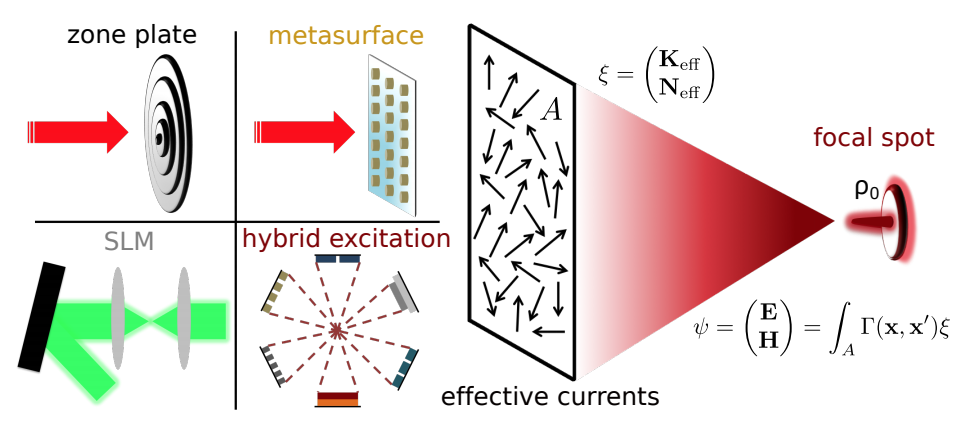 zone plate
metasurface
SLM
hybrid excitation
A
ξ = (K_eff
N_eff)
focal spot
ρ₀
ψ = (E
H) = ∫_A Γ(x, x′)ξ
effective currents